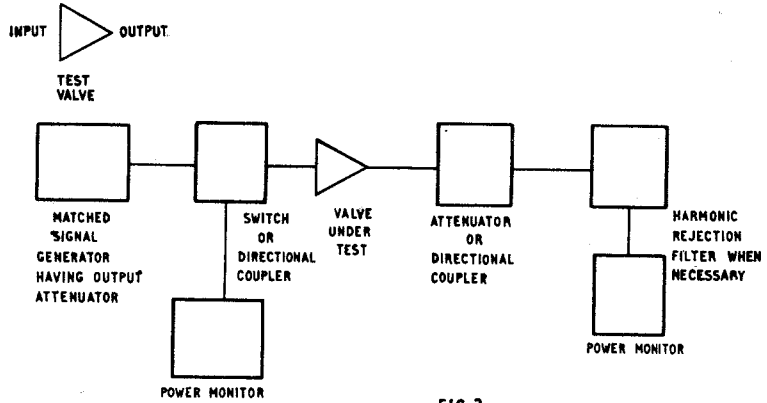 INPUT
OUTPUT
TEST
VALVE
MATCHED
SIGNAL
GENERATOR
HAVING OUTPUT
ATTENUATOR
SWITCH
OR
DIRECTIONAL
COUPLER
VALVE
UNDER
TEST
ATTENUATOR
OR
DIRECTIONAL
COUPLER
HARMONIC
REJECTION
FILTER WHEN
NECESSARY
POWER MONITOR
POWER MONITOR